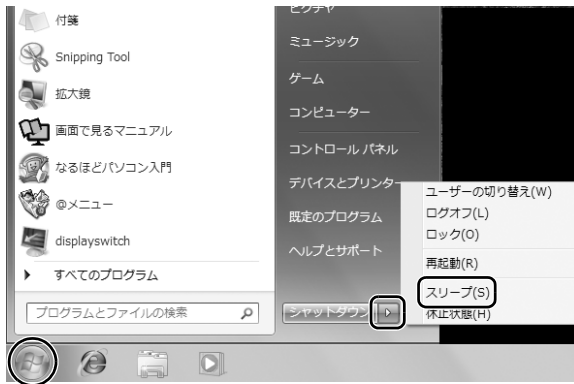 付箋
Snipping Tool
拡大鏡
画面で見るマニュアル
なるほどパソコン入門
@メニュー
displayswitch
すべてのプログラム
プログラムとファイルの検索
ピクチャ
ミュージック
ゲーム
コンピューター
コントロール パネル
デバイスとプリンター
既定のプログラム
ヘルプとサポート
シャットダウン
ユーザーの切り替え(W)
ログオフ(L)
ロック(O)
再起動(R)
スリープ(S)
休止状態(H)